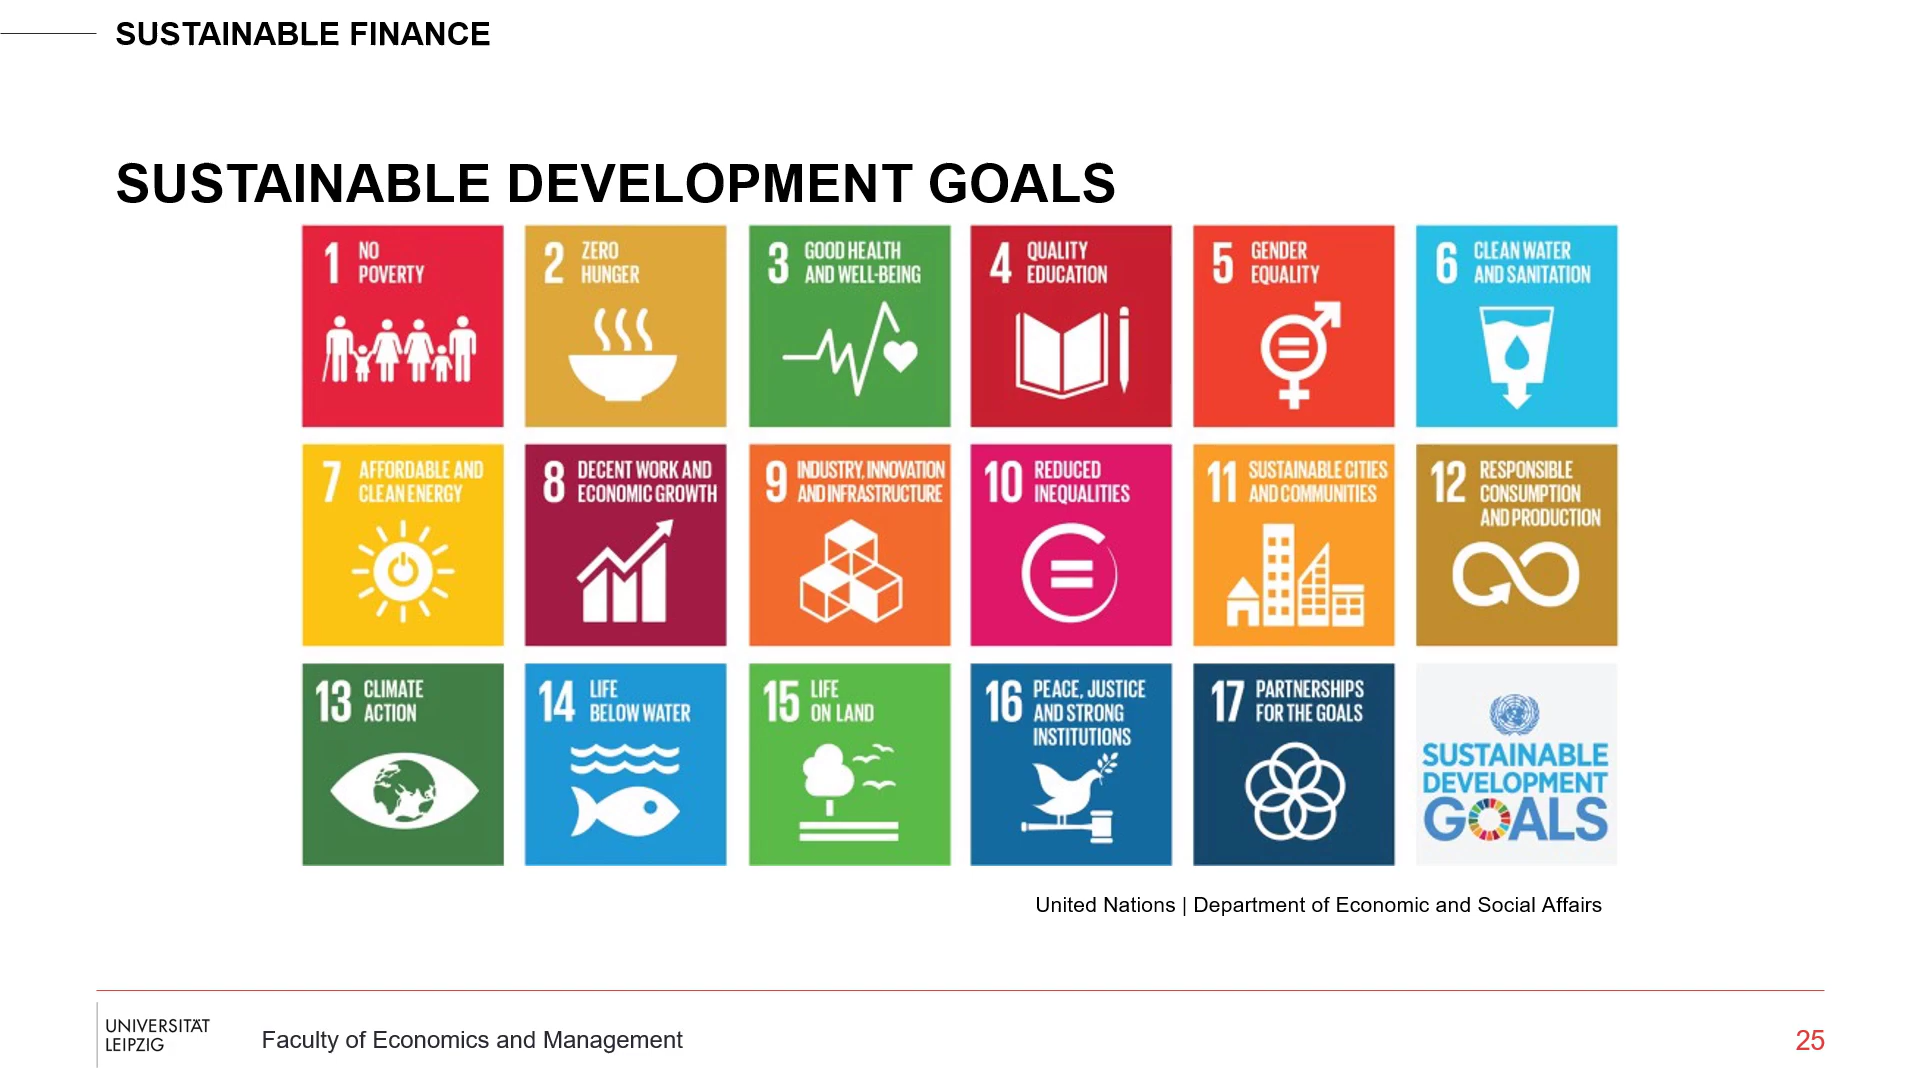 SUSTAINABLE FINANCE
SUSTAINABLE DEVELOPMENT GOALS
1 NO
POVERTY
2 ZERO
HUNGER
3 GOOD HEALTH
AND WELL-BEING
4 QUALITY
EDUCATION
5 GENDER
EQUALITY
6 CLEAN WATER
AND SANITATION
7 AFFORDABLE AND
CLEAN ENERGY
8 DECENT WORK AND
ECONOMIC GROWTH
9 INDUSTRY, INNOVATION
AND INFRASTRUCTURE
10 REDUCED
INEQUALITIES
11 SUSTAINABLE CITIES
AND COMMUNITIES
12 RESPONSIBLE
CONSUMPTION
AND PRODUCTION
13 CLIMATE
ACTION
14 LIFE
BELOW WATER
15 LIFE
ON LAND
16 PEACE, JUSTICE
AND STRONG
INSTITUTIONS
17 PARTNERSHIPS
FOR THE GOALS
SUSTAINABLE
DEVELOPMENT
GOALS
United Nations | Department of Economic and Social Affairs
UNIVERSITÄT
LEIPZIG
Faculty of Economics and Management
25